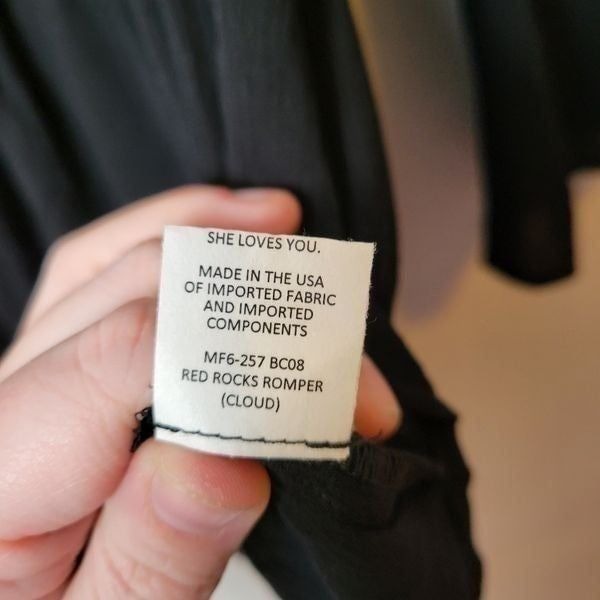 SHE LOVES YOU.
MADE IN THE USA
OF IMPORTED FABRIC
AND IMPORTED
COMPONENTS
MF6-257 BC08
RED ROCKS ROMPER
(CLOUD)